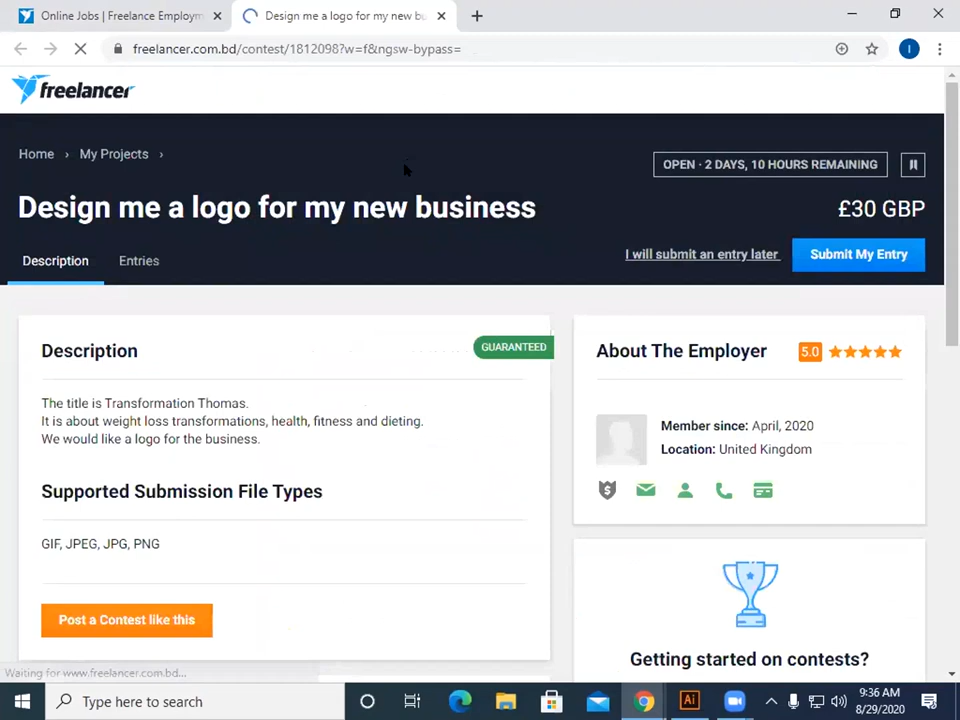 Online Jobs | Freelance Employm
Design me a logo for my new bu
freelancer.com.bd/contest/1812098?w=f&ngsw-bypass=
I
freelancer
Home › My Projects ›
OPEN · 2 DAYS, 10 HOURS REMAINING
Design me a logo for my new business
£30 GBP
Description
Entries
I will submit an entry later
Submit My Entry
Description
GUARANTEED
The title is Transformation Thomas.
It is about weight loss transformations, health, fitness and dieting.
We would like a logo for the business.
Supported Submission File Types
GIF, JPEG, JPG, PNG
Post a Contest like this
About The Employer
5.0
Member since: April, 2020
Location: United Kingdom
Getting started on contests?
Waiting for www.freelancer.com.bd...
Type here to search
Ai
9:36 AM
8/29/2020